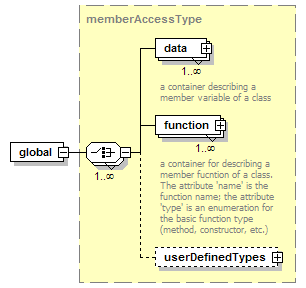 memberAccessType
data
1..∞
a container describing a
member variable of a class
function
global
1..∞
1..∞
a container for describing a
member fucntion of a class.
The attribute 'name' is the
function name; the attribute
'type' is an enumeration for
the basic function type
(method, constructor, etc.)
userDefinedTypes